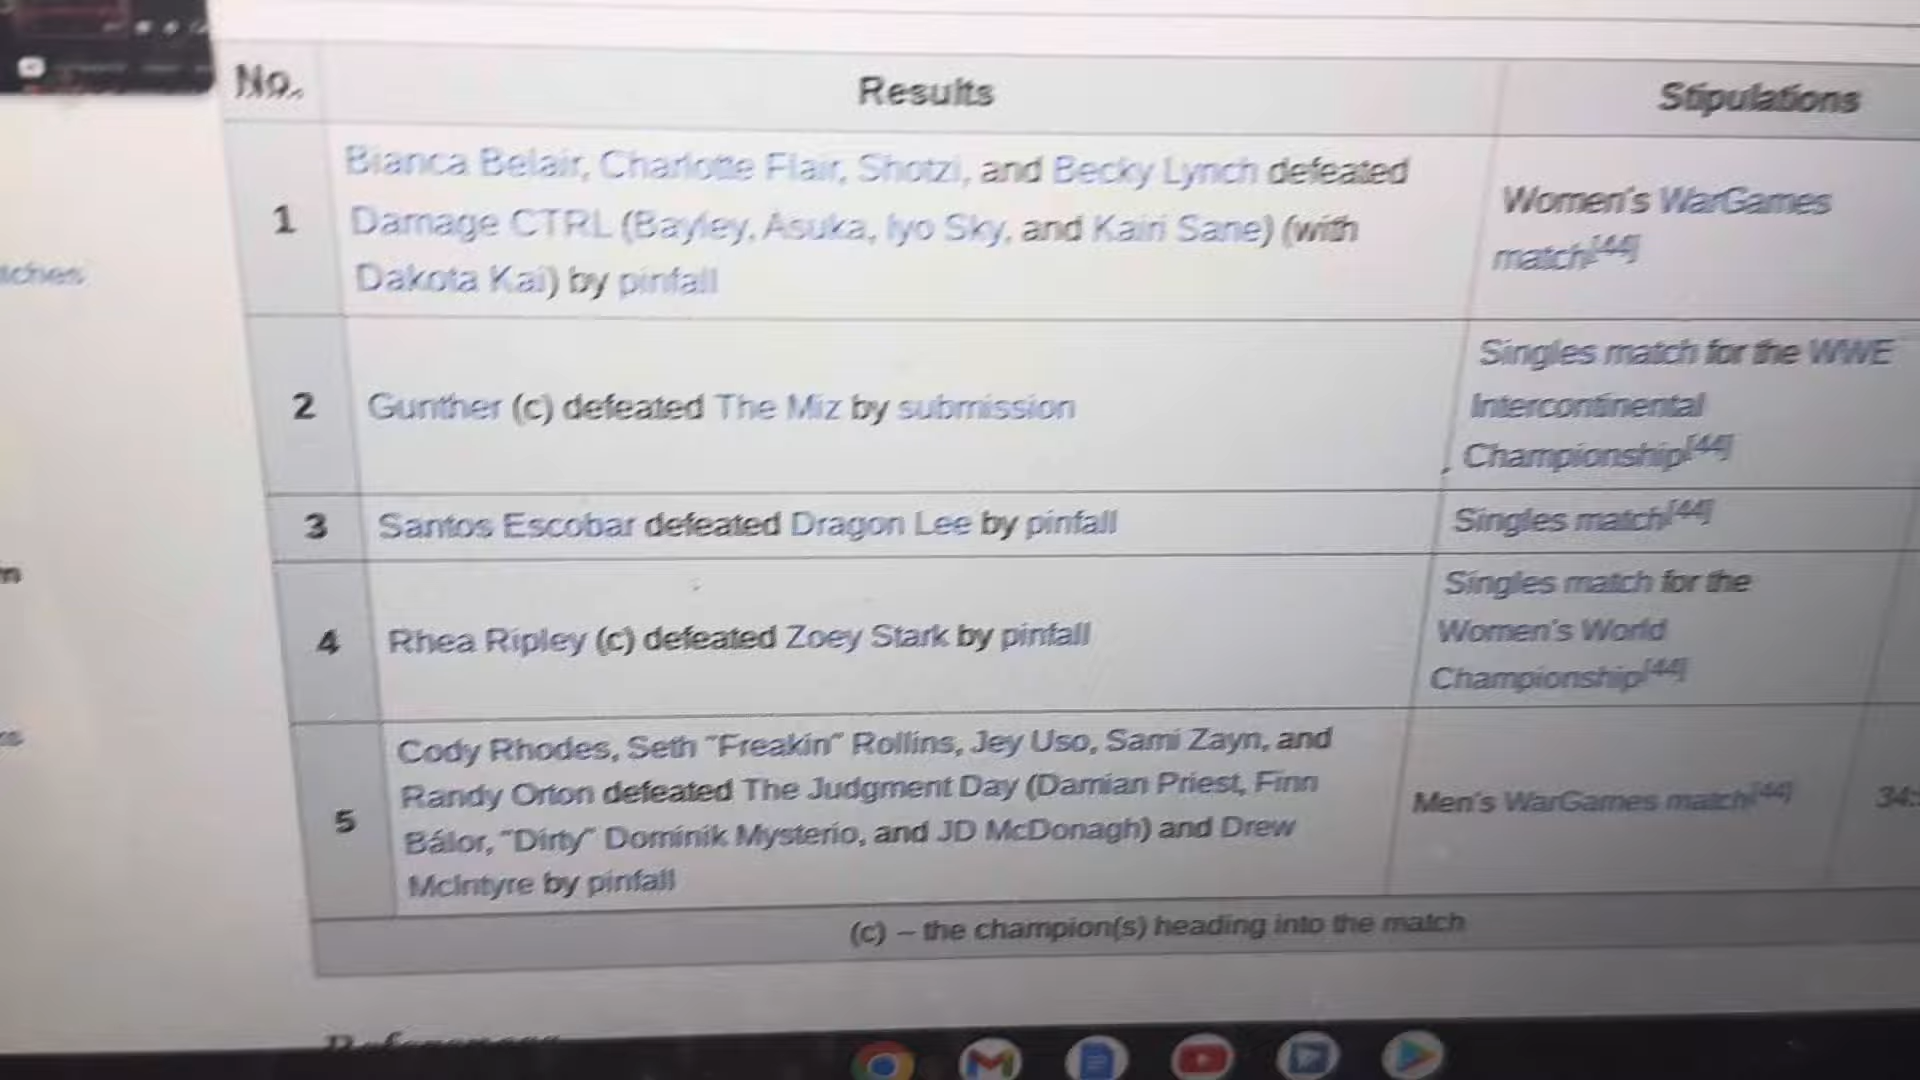 No. Results Stipulations
Bianca Belair, Charlotte Flair, Shotzi, and Becky Lynch defeated
1 Damage CTRL (Bayley, Asuka, Iyo Sky, and Kairi Sane) (with
Dakota Kai) by pinfall
Women's WarGames
match[44]
2 Gunther (c) defeated The Miz by submission
Singles match for the WWE
Intercontinental
Championship[44]
3 Santos Escobar defeated Dragon Lee by pinfall
Singles match[44]
4 Rhea Ripley (c) defeated Zoey Stark by pinfall
Singles match for the
Women's World
Championship[44]
Cody Rhodes, Seth "Freakin" Rollins, Jey Uso, Sami Zayn, and
Randy Orton defeated The Judgment Day (Damian Priest, Finn
5 Bálor, "Dirty" Dominik Mysterio, and JD McDonagh) and Drew
McIntyre by pinfall
Men's WarGames match[44]
34:
(c) – the champion(s) heading into the match